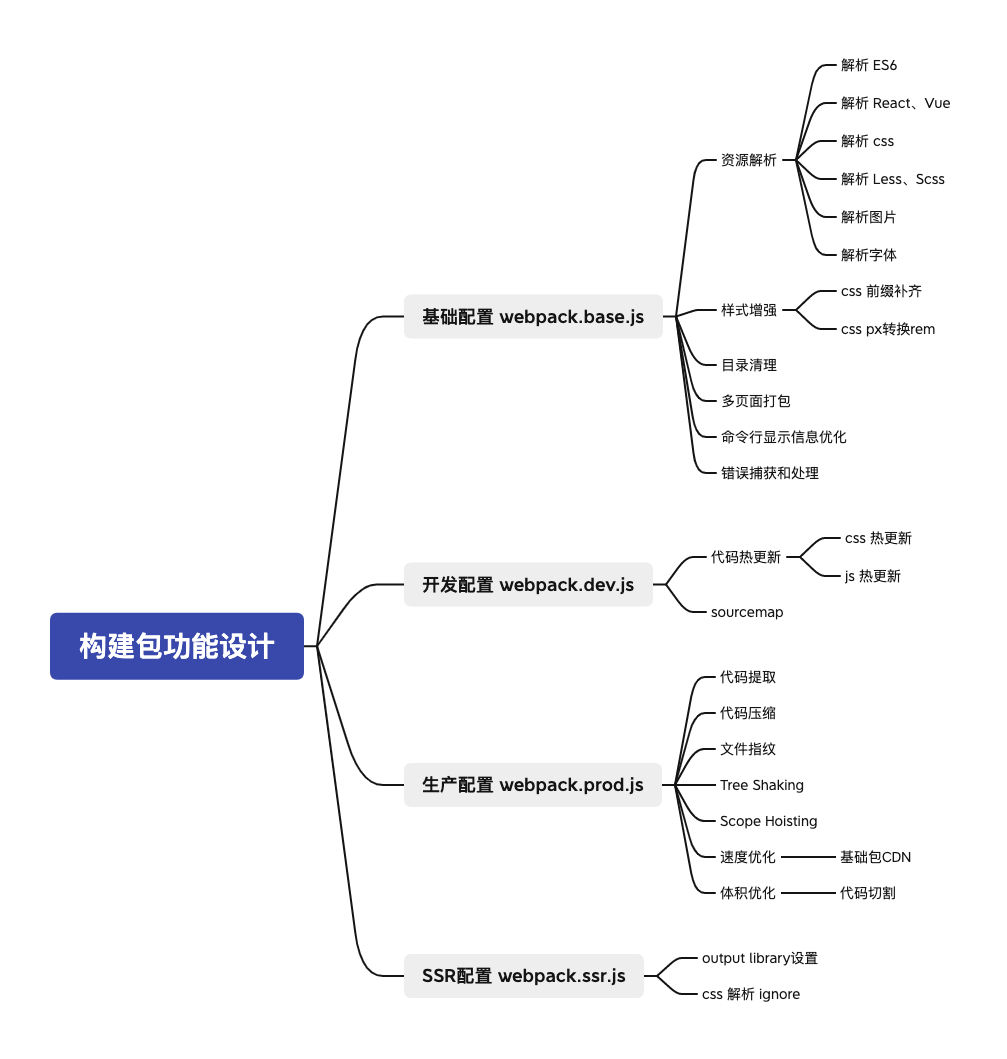 构建包功能设计
基础配置 webpack.base.js
资源解析
解析 ES6
解析 React、Vue
解析 css
解析 Less、Scss
解析图片
解析字体
样式增强
css 前缀补齐
css px转换rem
目录清理
多页面打包
命令行显示信息优化
错误捕获和处理
开发配置 webpack.dev.js
代码热更新
css 热更新
js 热更新
sourcemap
生产配置 webpack.prod.js
代码提取
代码压缩
文件指纹
Tree Shaking
Scope Hoisting
速度优化
基础包CDN
体积优化
代码切割
SSR配置 webpack.ssr.js
output library设置
css 解析 ignore